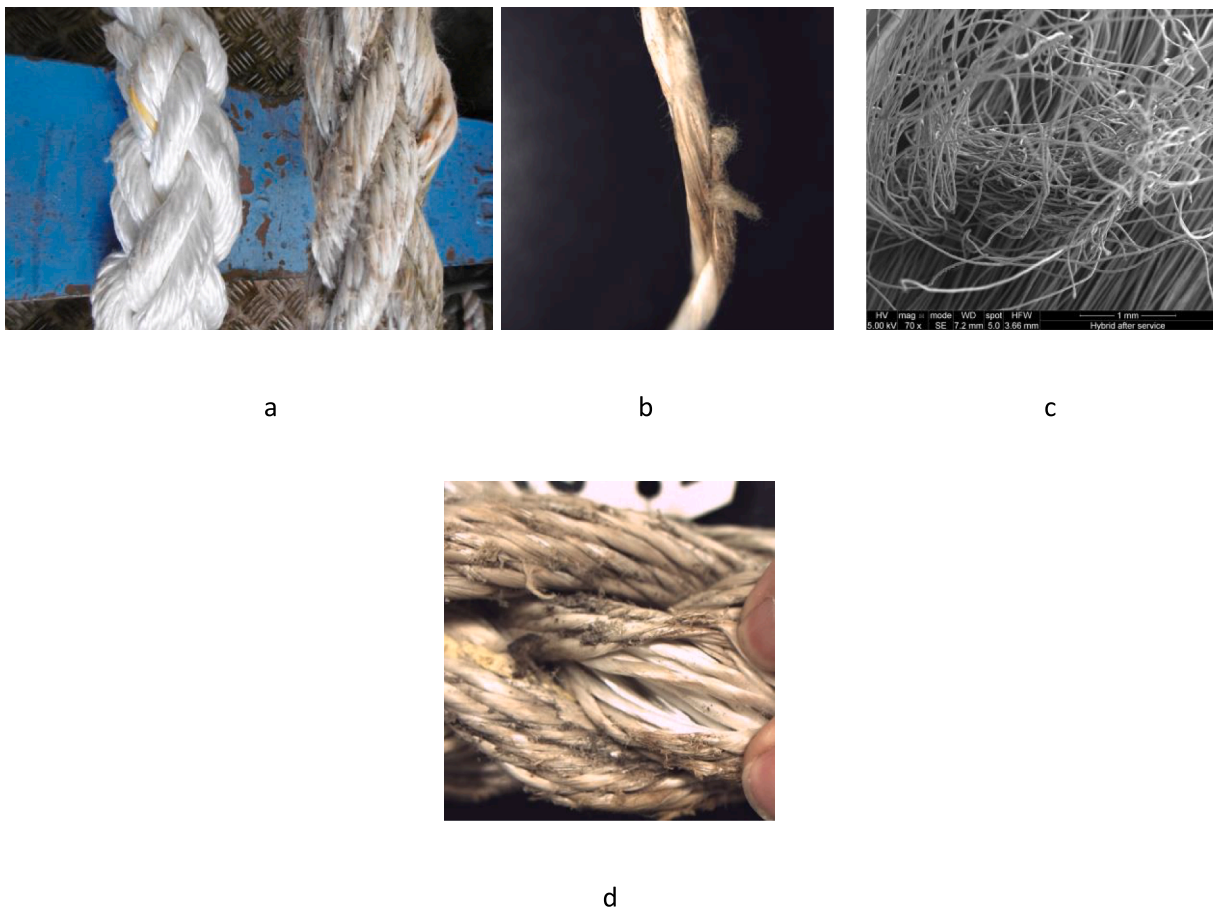 HV mag □ mode WD spot HFW 1 mm
5.00 kV 70 x SE 7.2 mm 5.0 3.66 mm Hybrid after service
a
b
c
d